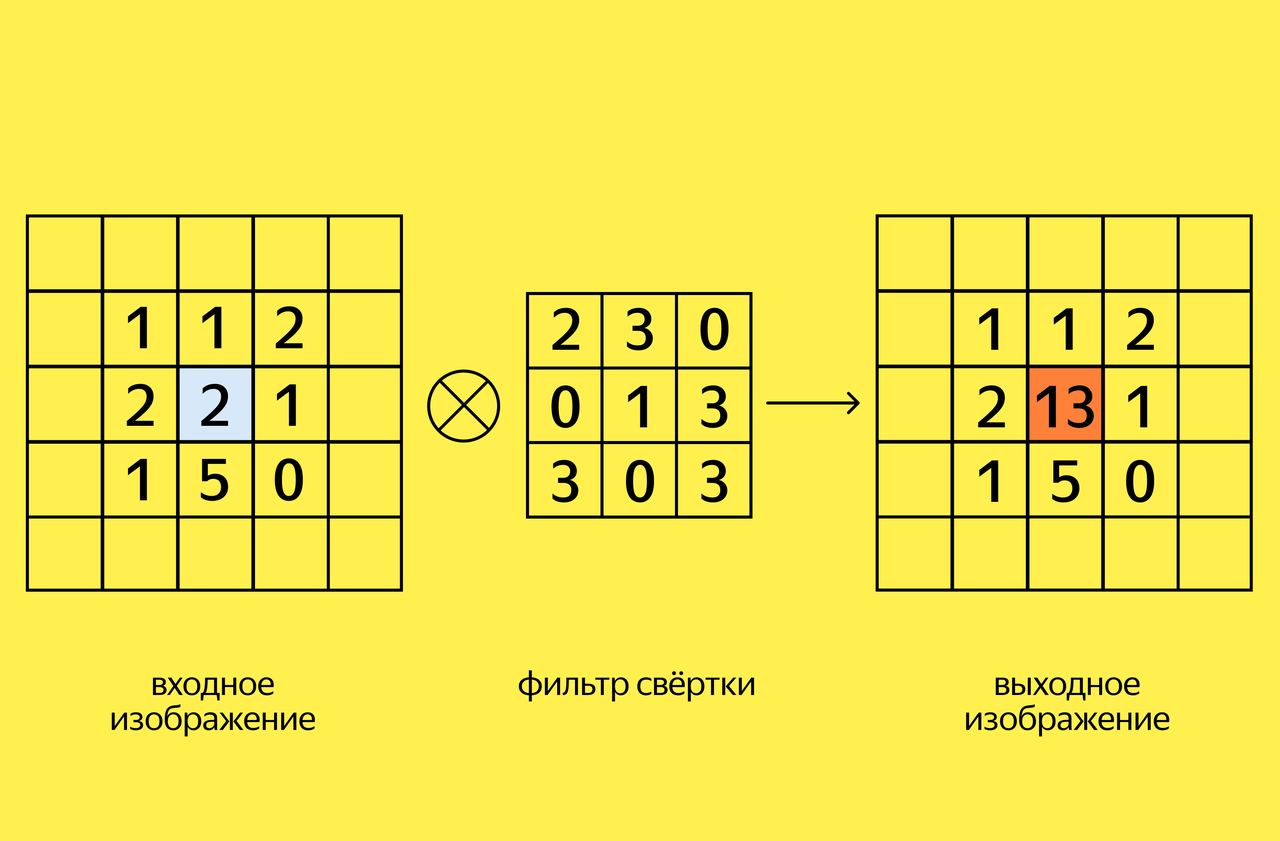 1 1 2
2 2 1
1 5 0
2 3 0
0 1 3
3 0 3
1 1 2
2 13 1
1 5 0
входное
изображение
фильтр свёртки
выходное
изображение